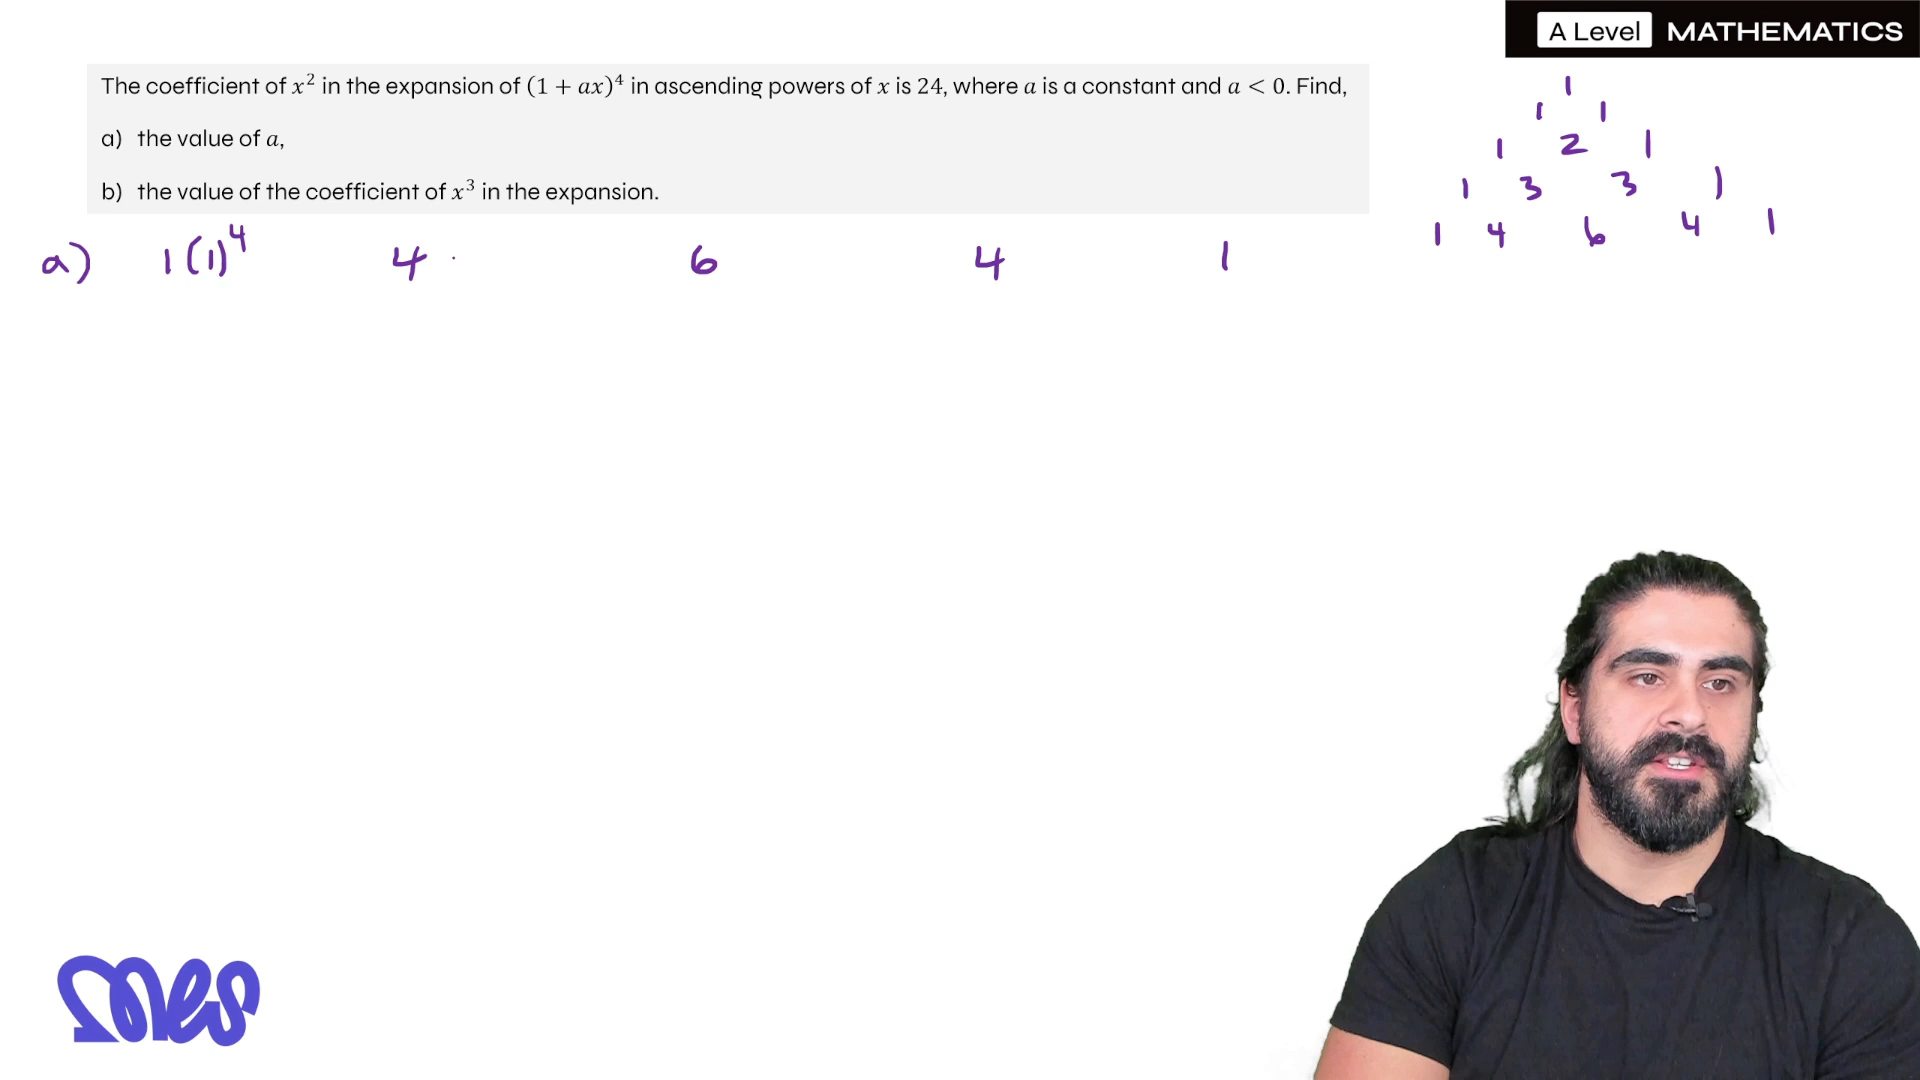 A Level MATHEMATICS
The coefficient of x² in the expansion of (1 + ax)⁴ in ascending powers of x is 24, where a is a constant and a < 0. Find,
a) the value of a,
b) the value of the coefficient of x³ in the expansion.
1
1 1
1 2 1
1 3 3 1
1 4 6 4 1
a) 1(1)⁴ 4 6 4 1
mes